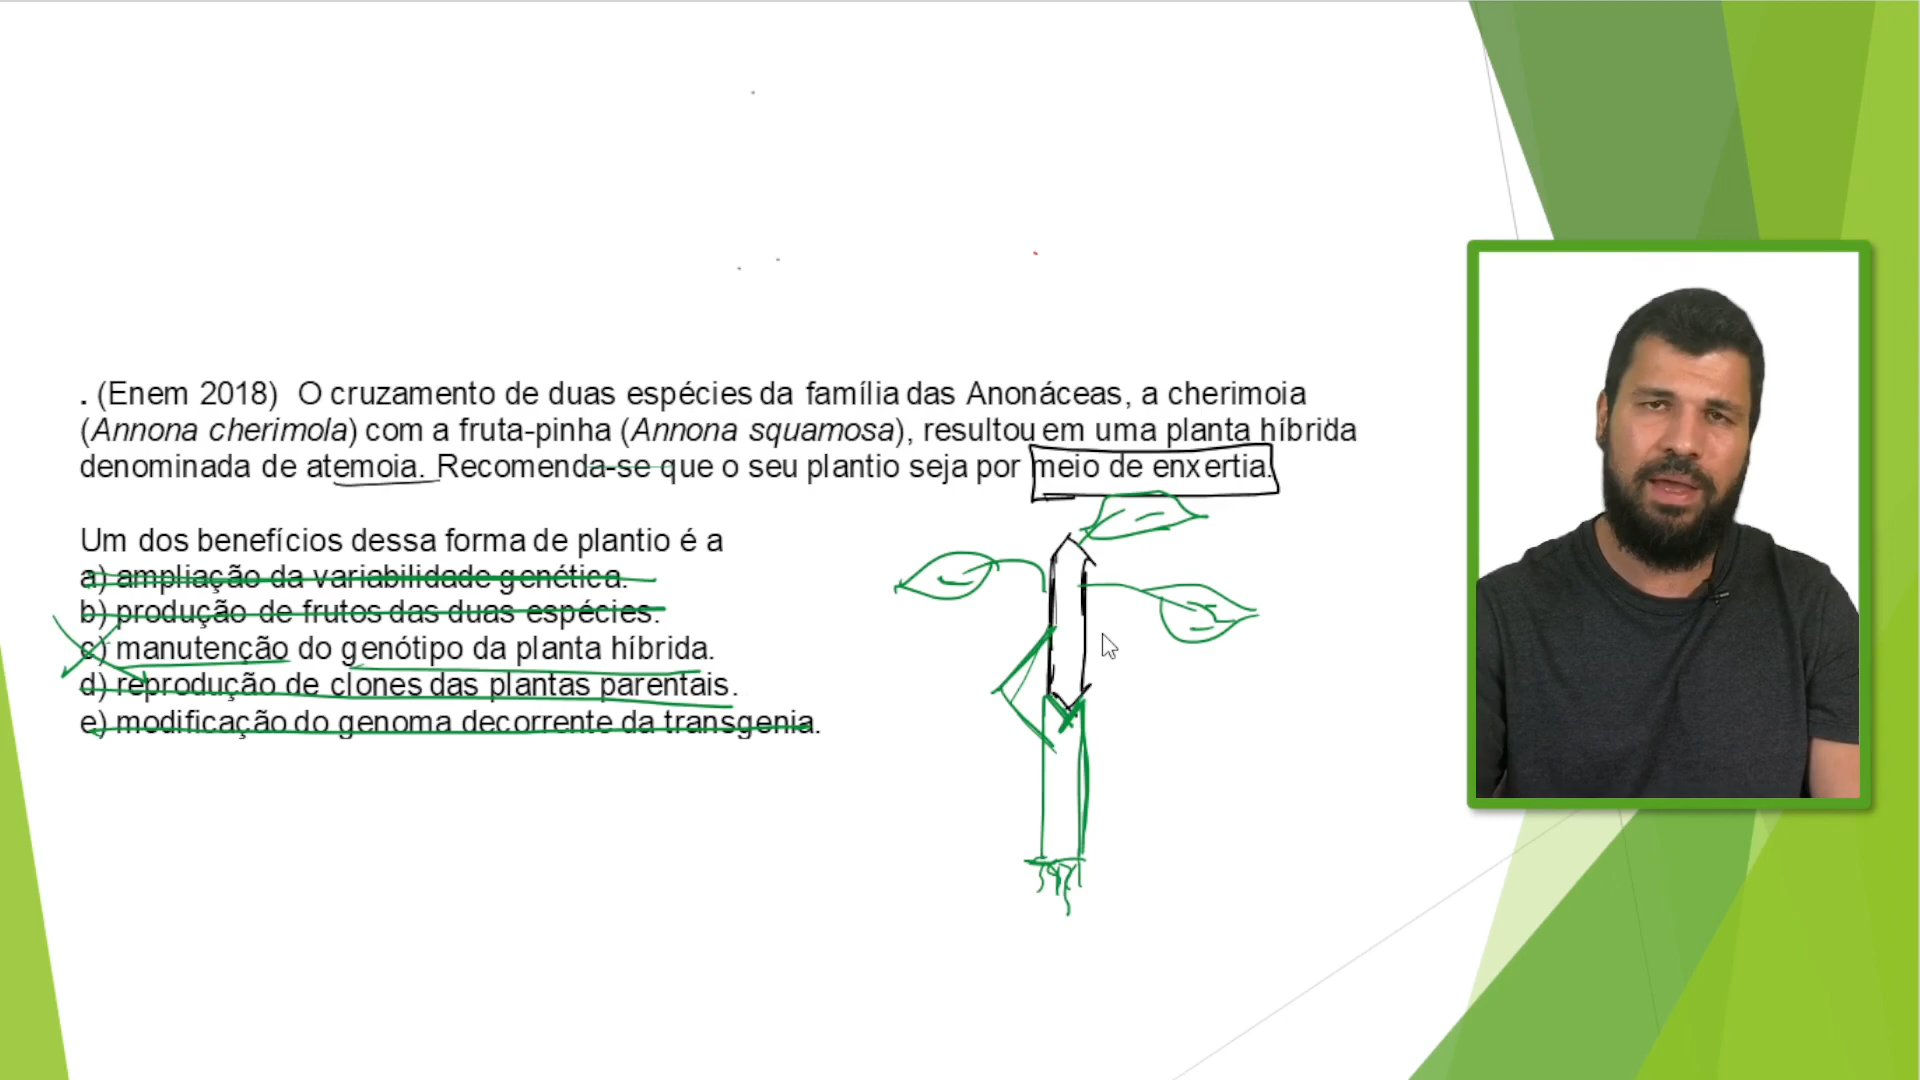 . (Enem 2018) O cruzamento de duas espécies da família das Anonáceas, a cherimoia
(Annona cherimola) com a fruta-pinha (Annona squamosa), resultou em uma planta híbrida
denominada de atemoia. Recomenda-se que o seu plantio seja por meio de enxertia.
Um dos benefícios dessa forma de plantio é a
a) ampliação da variabilidade genética.
b) produção de frutos das duas espécies.
c) manutenção do genótipo da planta híbrida.
d) reprodução de clones das plantas parentais.
e) modificação do genoma decorrente da transgenia.